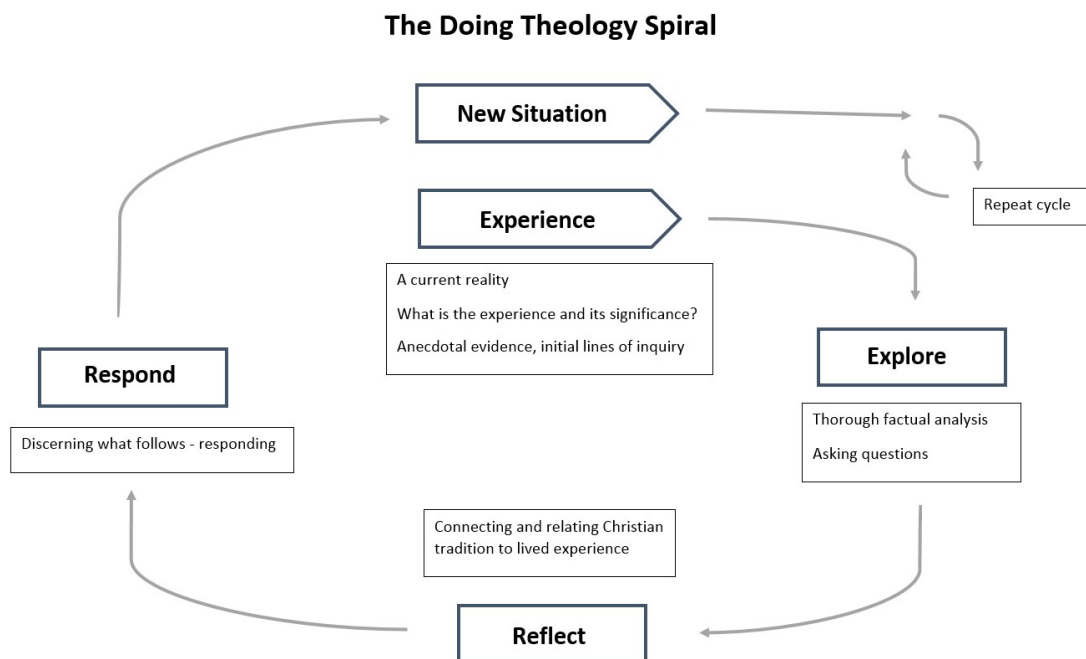 The Doing Theology Spiral
New Situation
Repeat cycle
Experience
A current reality
What is the experience and its significance?
Anecdotal evidence, initial lines of inquiry
Explore
Thorough factual analysis
Asking questions
Respond
Discerning what follows - responding
Connecting and relating Christian
tradition to lived experience
Reflect